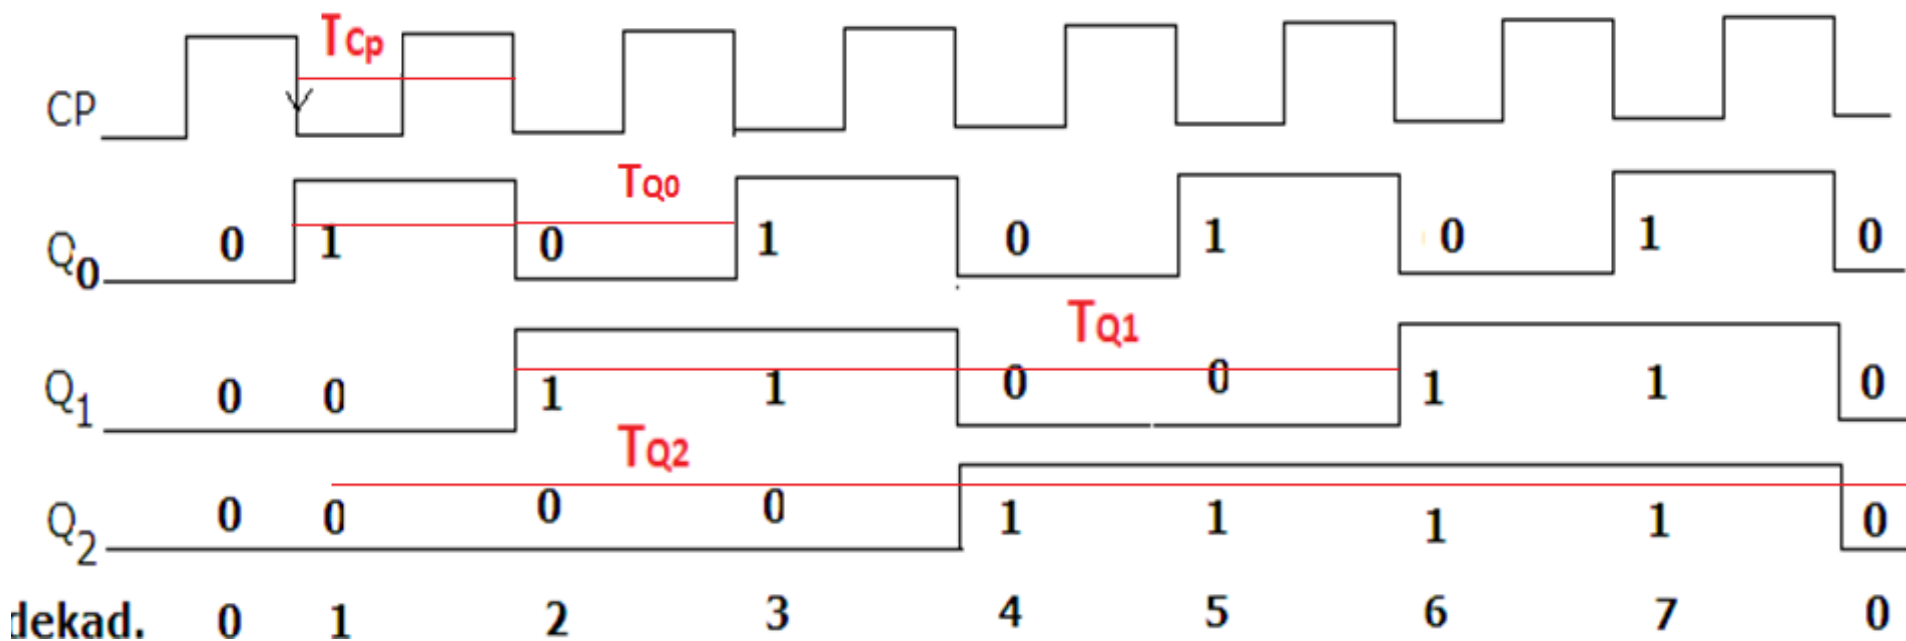 TCp
CP
TQ0
Q0 0 1 0 1 0 1 0 1 0
TQ1
Q1 0 0 1 1 0 0 1 1 0
TQ2
Q2 0 0 0 0 1 1 1 1 0
dekad. 0 1 2 3 4 5 6 7 0